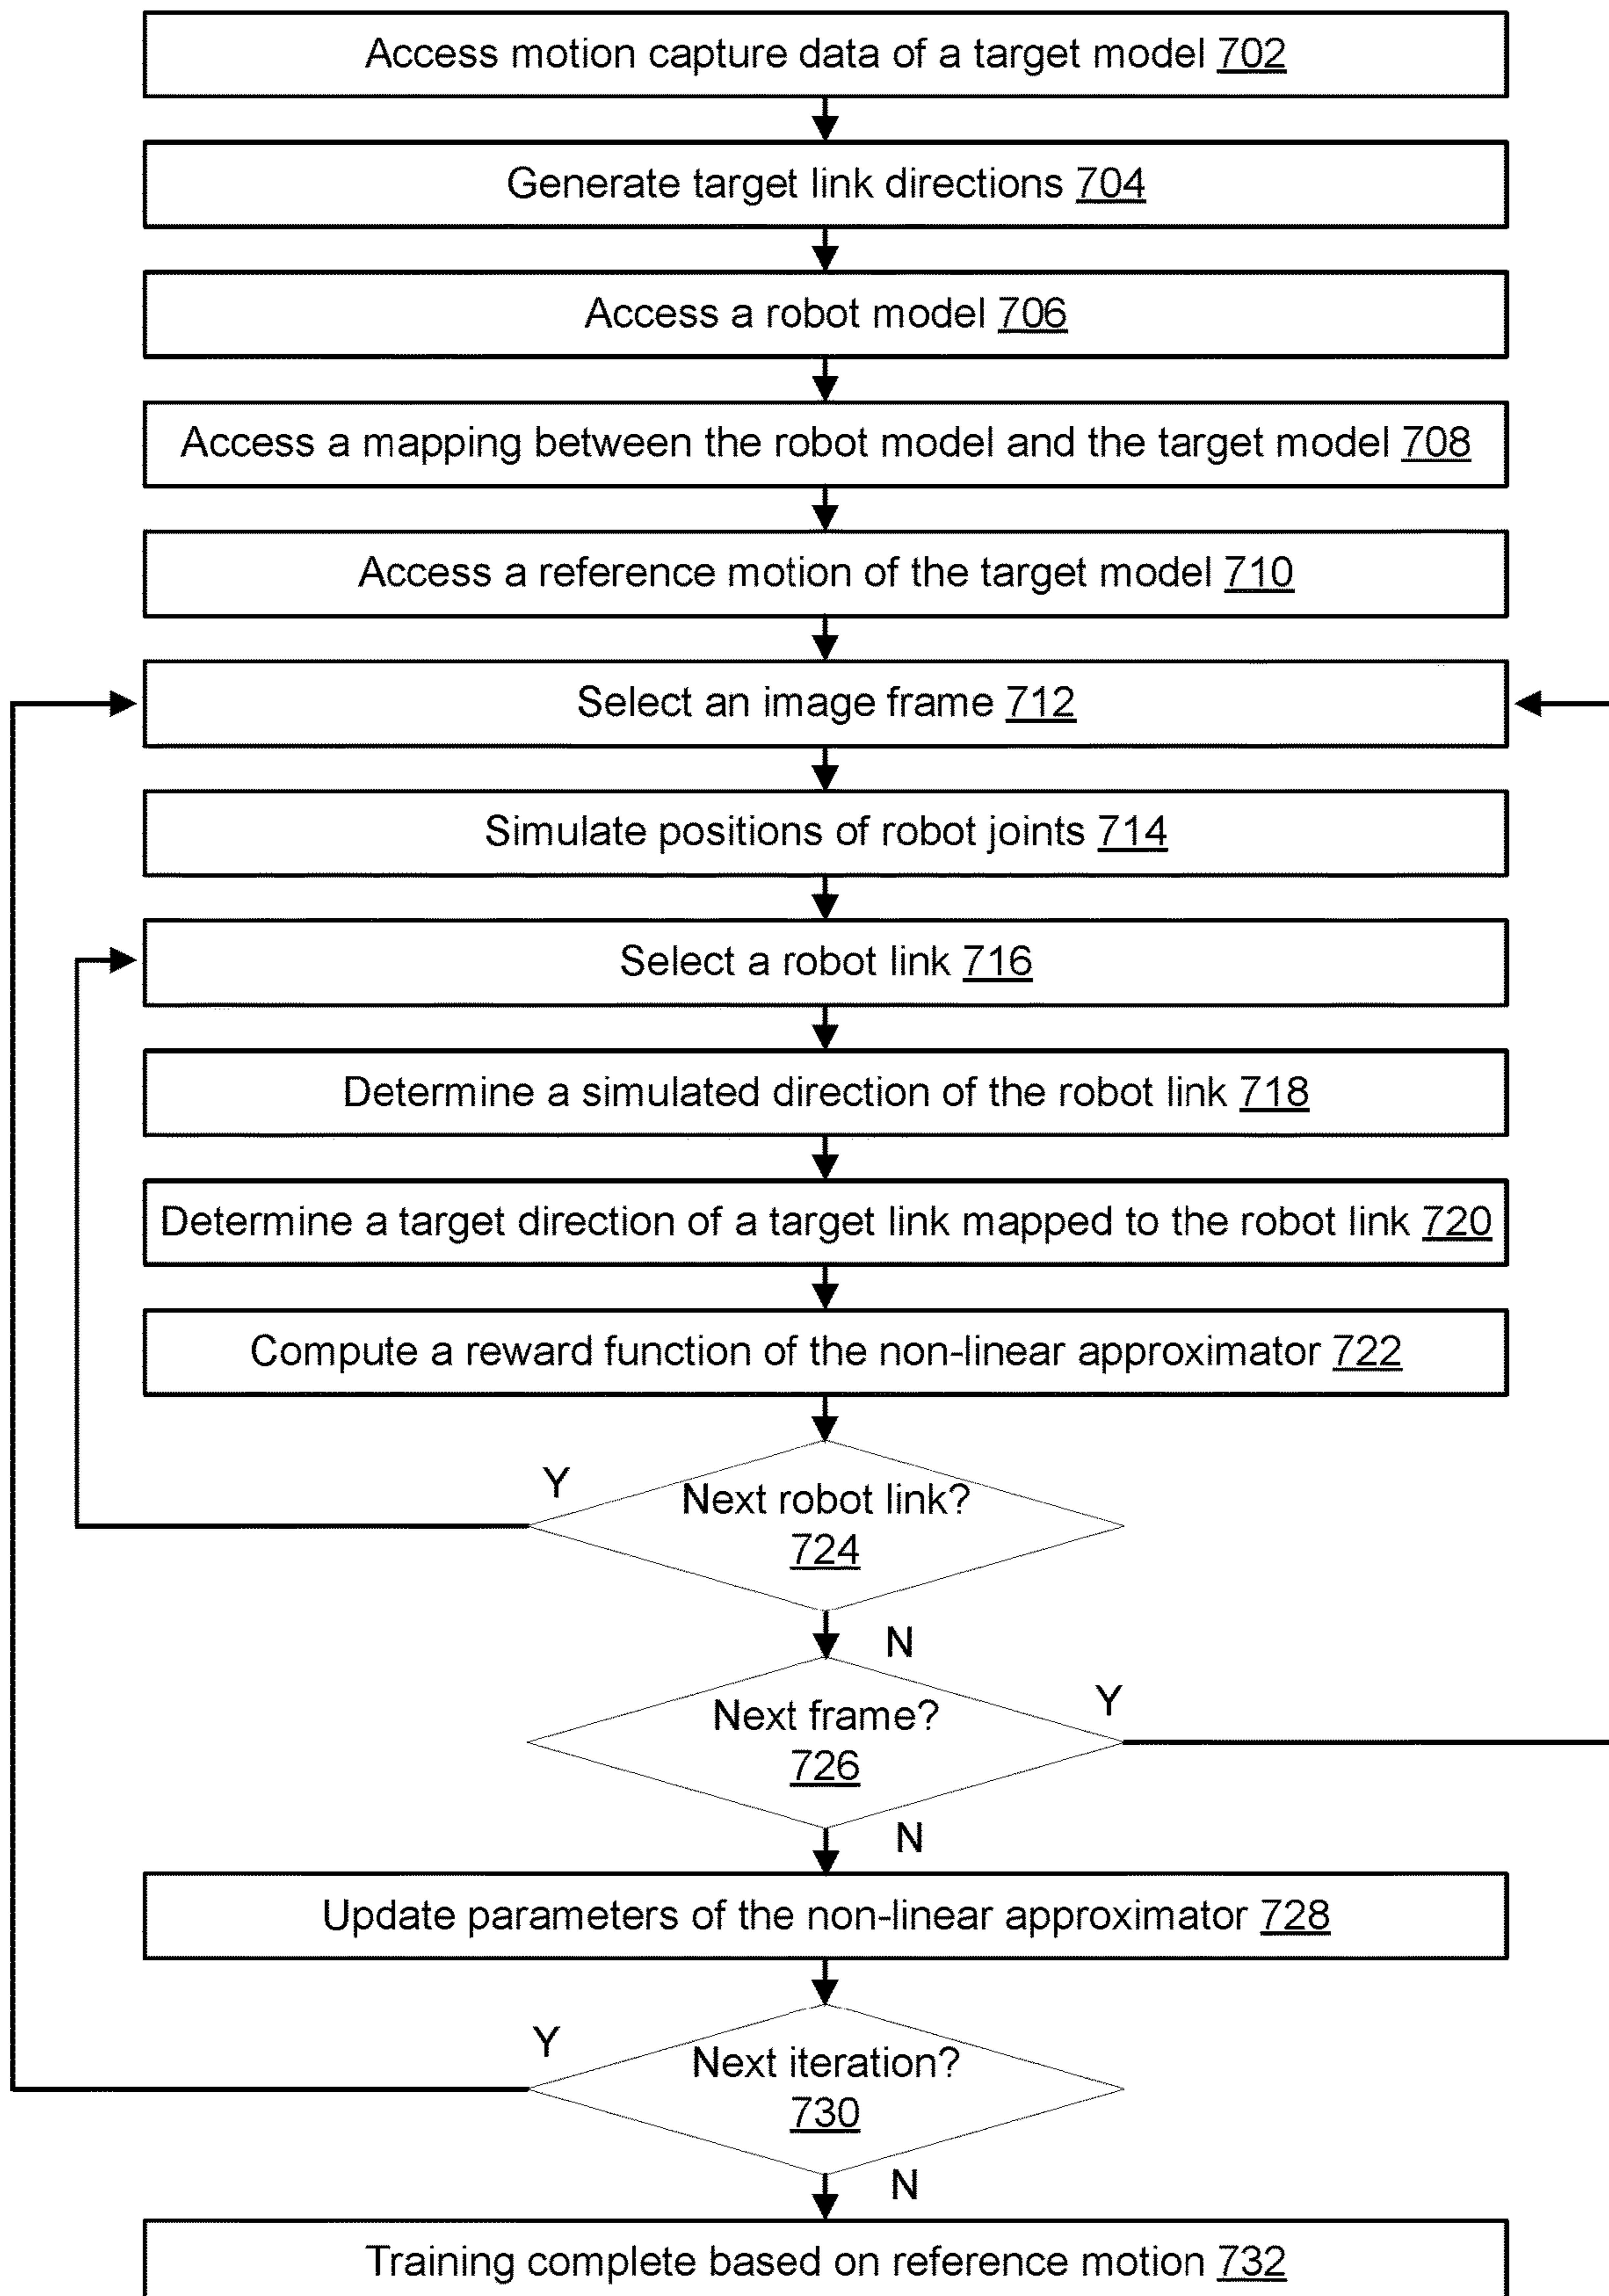 Access motion capture data of a target model 702
Generate target link directions 704
Access a robot model 706
Access a mapping between the robot model and the target model 708
Access a reference motion of the target model 710
Select an image frame 712
Simulate positions of robot joints 714
Select a robot link 716
Determine a simulated direction of the robot link 718
Determine a target direction of a target link mapped to the robot link 720
Compute a reward function of the non-linear approximator 722
Y
Next robot link?
724
N
Next frame?
726
Y
N
Update parameters of the non-linear approximator 728
Y
Next iteration?
730
N
Training complete based on reference motion 732